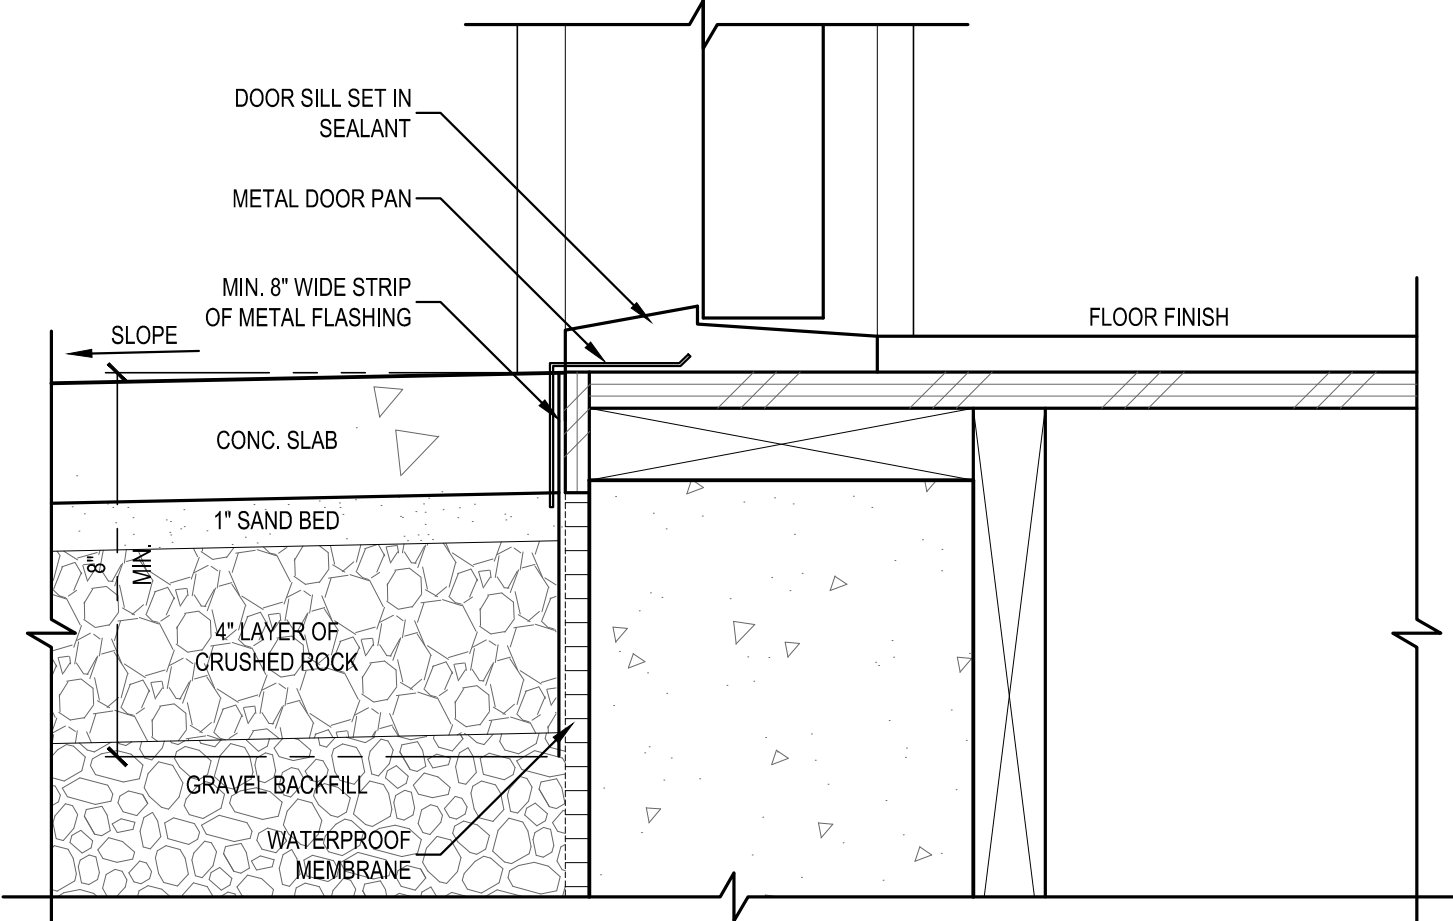 DOOR SILL SET IN
SEALANT
METAL DOOR PAN
MIN. 8" WIDE STRIP
OF METAL FLASHING
SLOPE
FLOOR FINISH
CONC. SLAB
1" SAND BED
8"
MIN.
4" LAYER OF
CRUSHED ROCK
GRAVEL BACKFILL
WATERPROOF
MEMBRANE